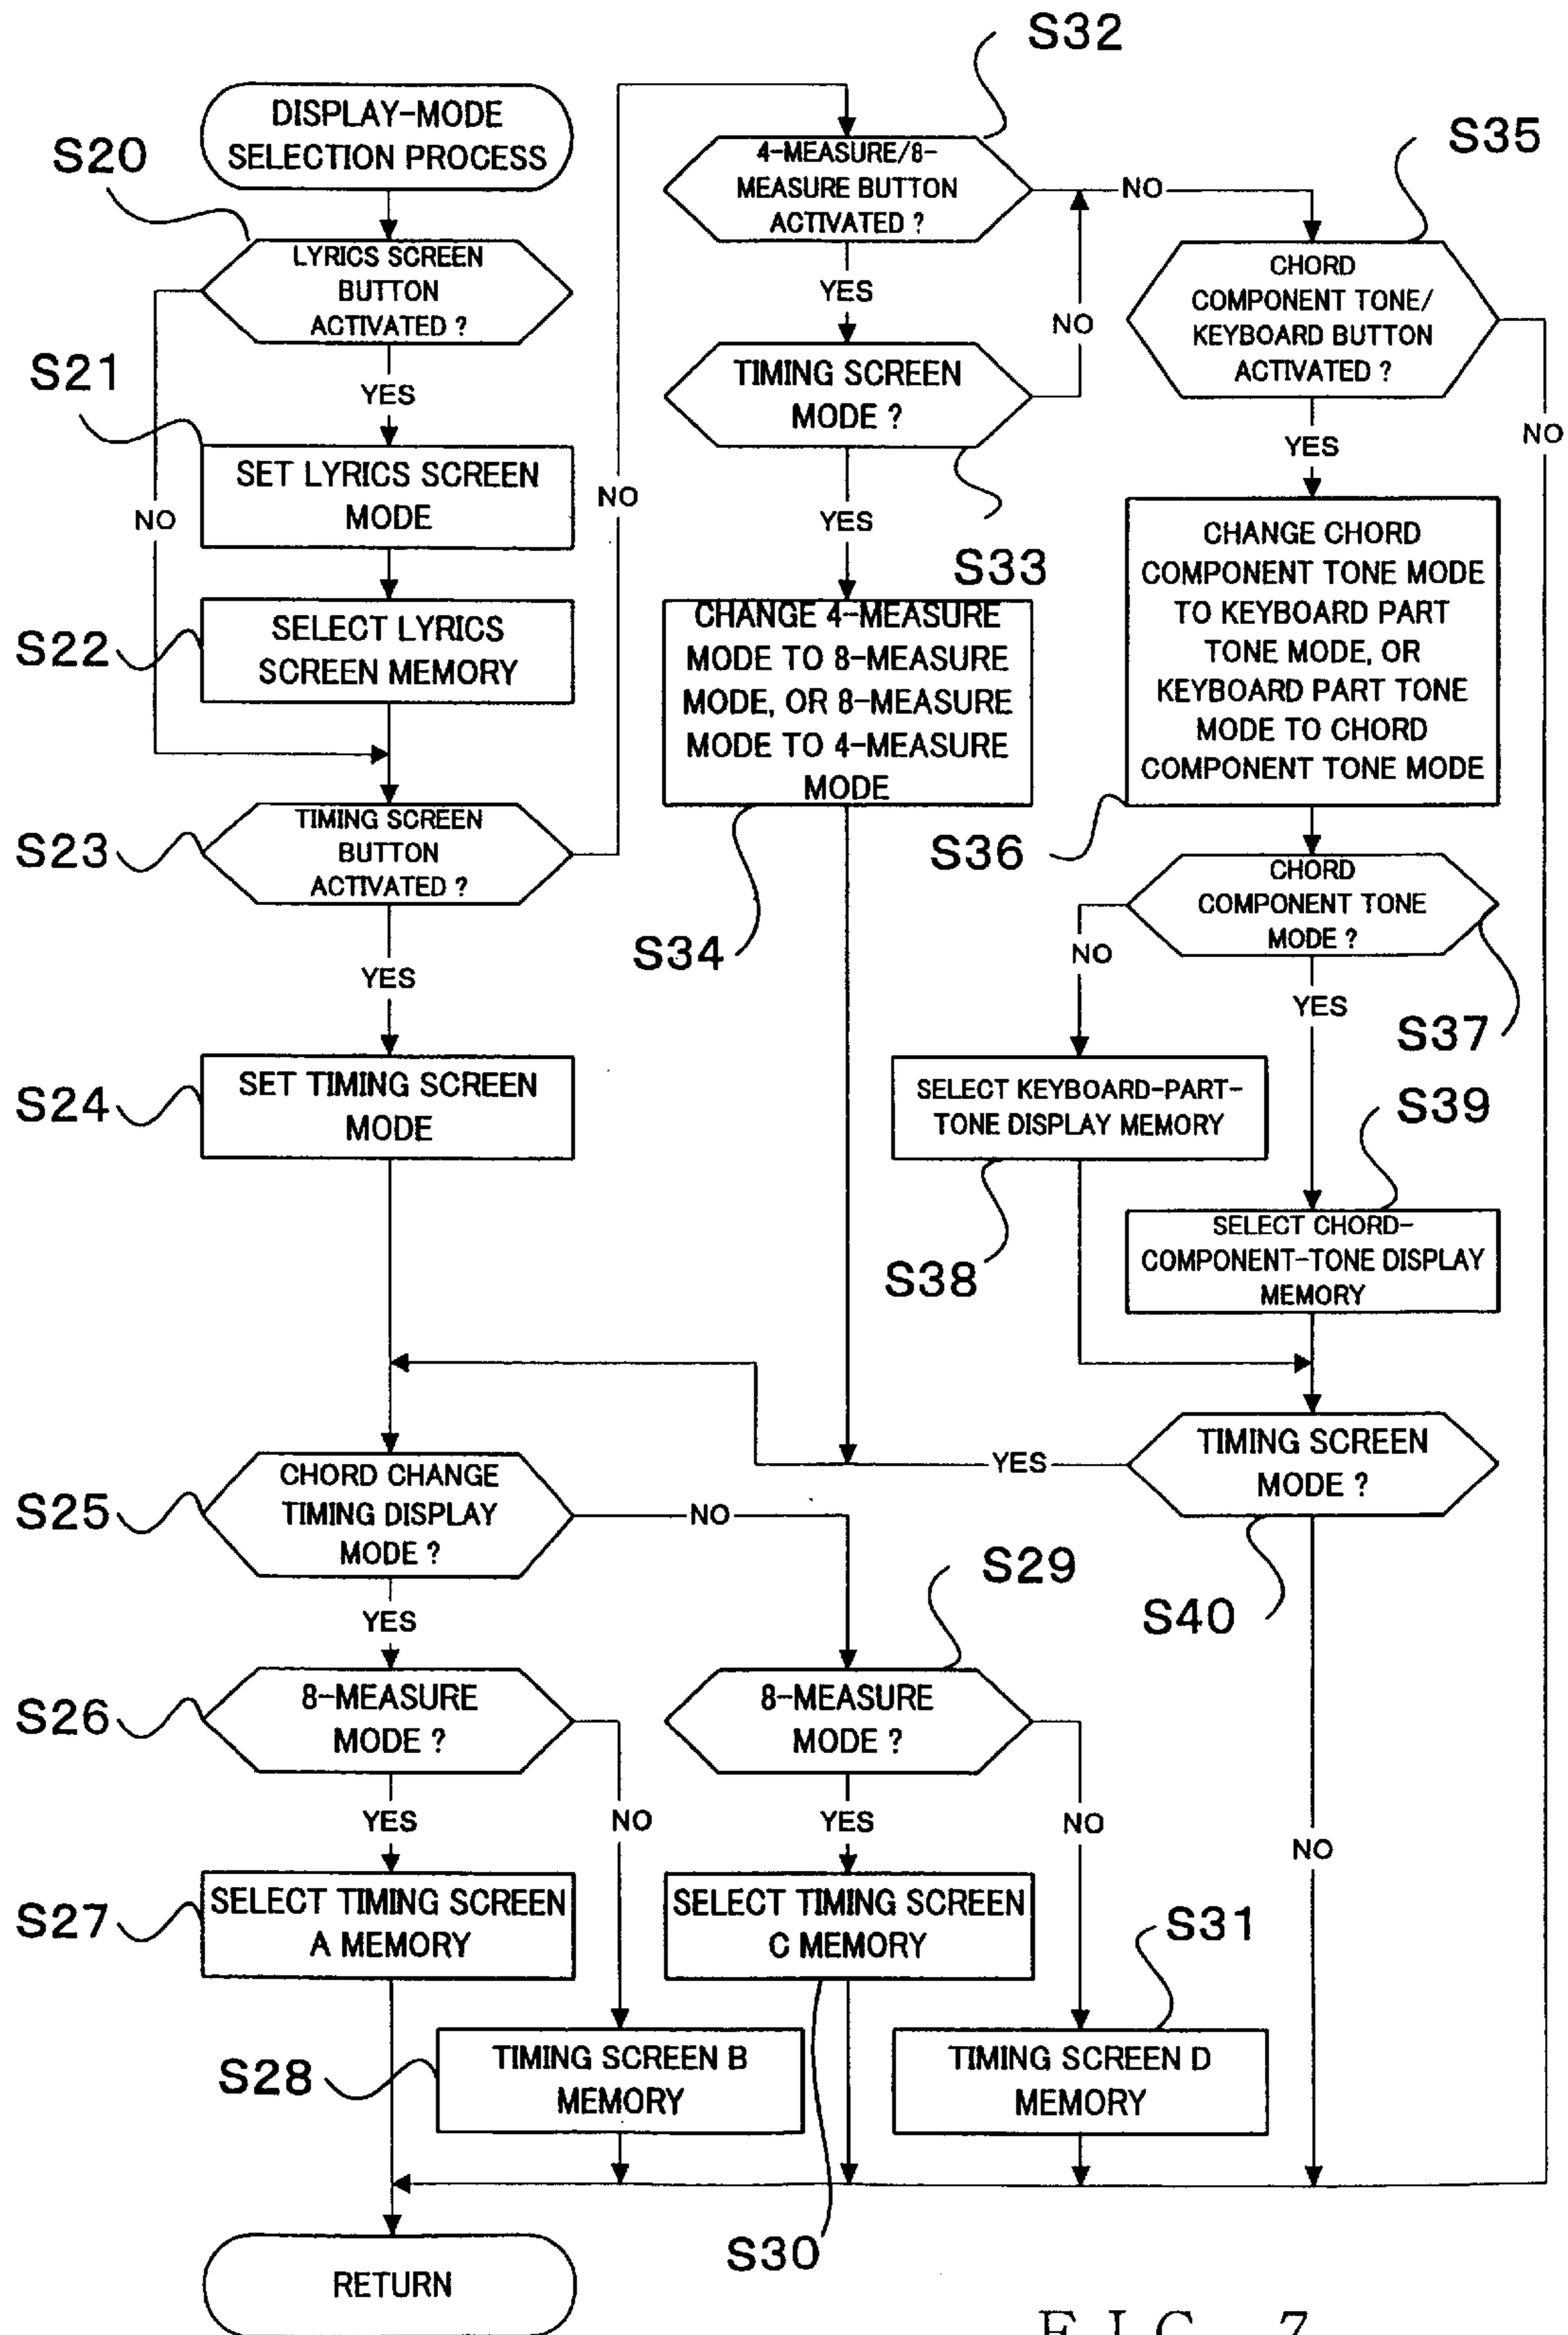 DISPLAY-MODE
SELECTION PROCESS
S20
LYRICS SCREEN
BUTTON
ACTIVATED ?
NO
YES
S21
SET LYRICS SCREEN
MODE
S22
SELECT LYRICS
SCREEN MEMORY
S23
TIMING SCREEN
BUTTON
ACTIVATED ?
NO
YES
S24
SET TIMING SCREEN
MODE
S25
CHORD CHANGE
TIMING DISPLAY
MODE ?
NO
YES
S26
8-MEASURE
MODE ?
YES
NO
S27
SELECT TIMING SCREEN
A MEMORY
S28
TIMING SCREEN B
MEMORY
S29
8-MEASURE
MODE ?
YES
NO
S30
SELECT TIMING SCREEN
C MEMORY
S31
TIMING SCREEN D
MEMORY
RETURN
S32
4-MEASURE/8-
MEASURE BUTTON
ACTIVATED ?
NO
YES
S33
TIMING SCREEN
MODE ?
NO
YES
S34
CHANGE 4-MEASURE
MODE TO 8-MEASURE
MODE, OR 8-MEASURE
MODE TO 4-MEASURE
MODE
S35
CHORD
COMPONENT TONE/
KEYBOARD BUTTON
ACTIVATED ?
NO
YES
S36
CHANGE CHORD
COMPONENT TONE MODE
TO KEYBOARD PART
TONE MODE, OR
KEYBOARD PART TONE
MODE TO CHORD
COMPONENT TONE MODE
S37
CHORD
COMPONENT TONE
MODE ?
NO
YES
S38
SELECT KEYBOARD-PART-
TONE DISPLAY MEMORY
S39
SELECT CHORD-
COMPONENT-TONE DISPLAY
MEMORY
S40
TIMING SCREEN
MODE ?
YES
NO
FIG. 7